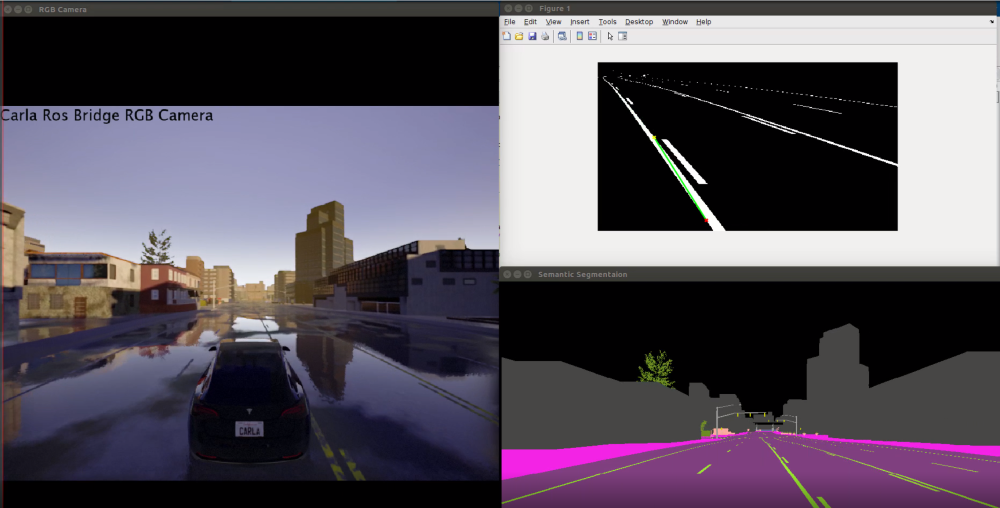 RGB Camera
Carla Ros Bridge RGB Camera
CARLA
Figure 1
File Edit View Insert Tools Desktop Window Help
Semantic Segmentaion